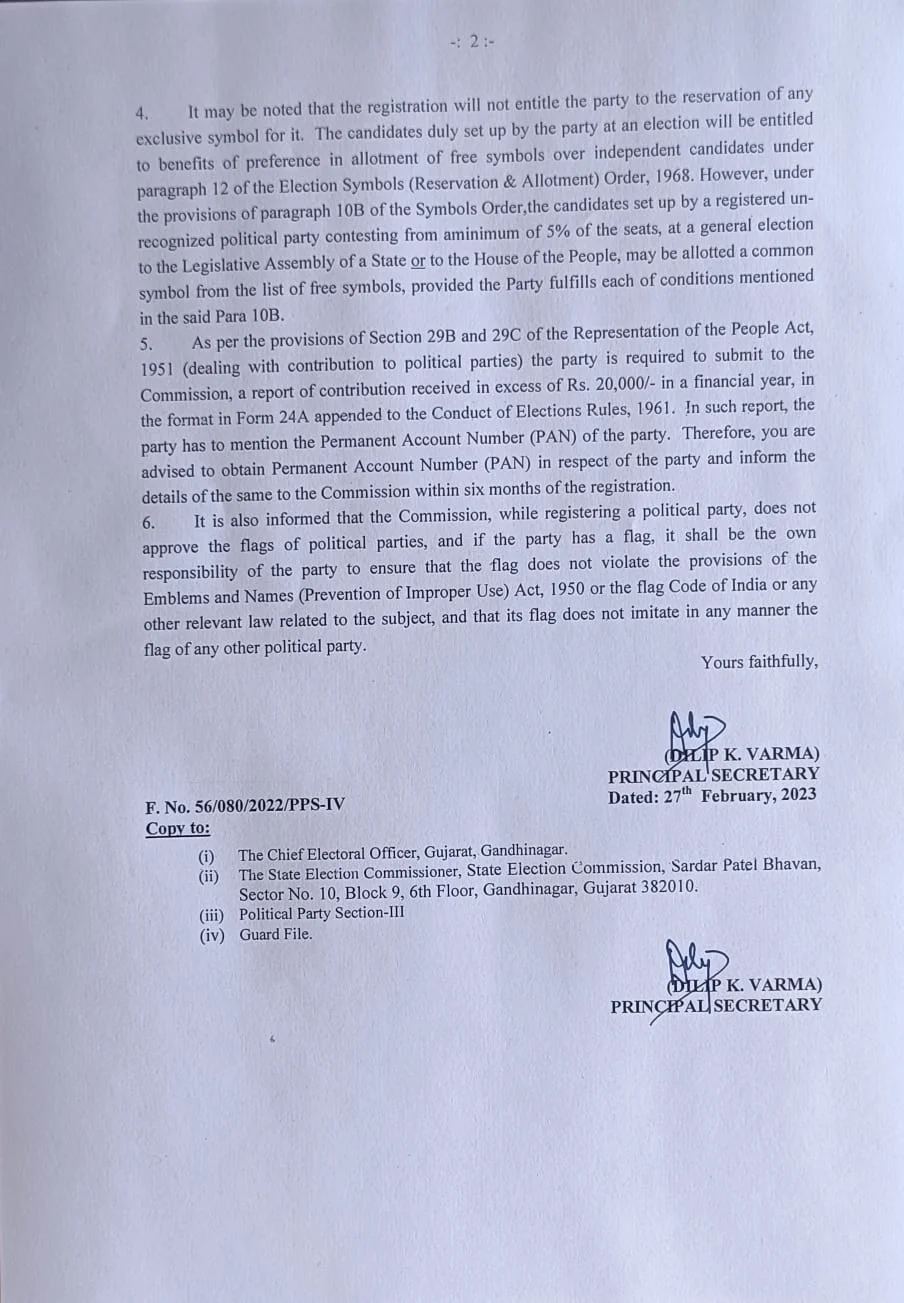 -: 2 :-
4. It may be noted that the registration will not entitle the party to the reservation of any
exclusive symbol for it. The candidates duly set up by the party at an election will be entitled
to benefits of preference in allotment of free symbols over independent candidates under
paragraph 12 of the Election Symbols (Reservation & Allotment) Order, 1968. However, under
the provisions of paragraph 10B of the Symbols Order,the candidates set up by a registered un-
recognized political party contesting from aminimum of 5% of the seats, at a general election
to the Legislative Assembly of a State or to the House of the People, may be allotted a common
symbol from the list of free symbols, provided the Party fulfills each of conditions mentioned
in the said Para 10B.
5. As per the provisions of Section 29B and 29C of the Representation of the People Act,
1951 (dealing with contribution to political parties) the party is required to submit to the
Commission, a report of contribution received in excess of Rs. 20,000/- in a financial year, in
the format in Form 24A appended to the Conduct of Elections Rules, 1961. In such report, the
party has to mention the Permanent Account Number (PAN) of the party. Therefore, you are
advised to obtain Permanent Account Number (PAN) in respect of the party and inform the
details of the same to the Commission within six months of the registration.
6. It is also informed that the Commission, while registering a political party, does not
approve the flags of political parties, and if the party has a flag, it shall be the own
responsibility of the party to ensure that the flag does not violate the provisions of the
Emblems and Names (Prevention of Improper Use) Act, 1950 or the flag Code of India or any
other relevant law related to the subject, and that its flag does not imitate in any manner the
flag of any other political party.
Yours faithfully,
(DILIP K. VARMA)
PRINCIPAL SECRETARY
Dated: 27th February, 2023
F. No. 56/080/2022/PPS-IV
Copy to:
(i) The Chief Electoral Officer, Gujarat, Gandhinagar.
(ii) The State Election Commissioner, State Election Commission, Sardar Patel Bhavan,
Sector No. 10, Block 9, 6th Floor, Gandhinagar, Gujarat 382010.
(iii) Political Party Section-III
(iv) Guard File.
(DILIP K. VARMA)
PRINCIPAL SECRETARY